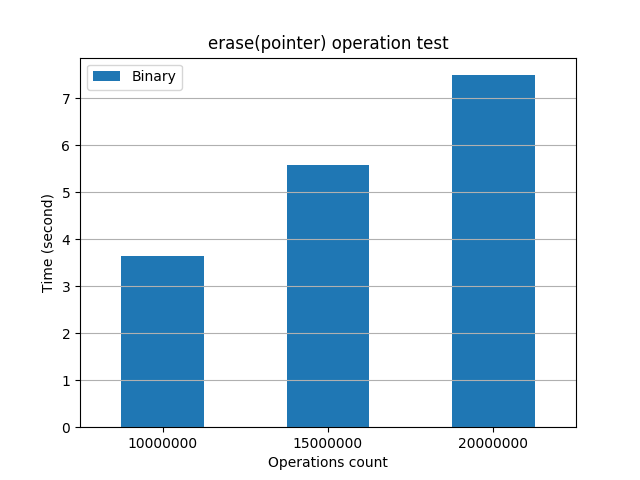 erase(pointer) operation test
Binary
7
6
5
4
3
2
1
0
Time (second)
10000000 15000000 20000000
Operations count